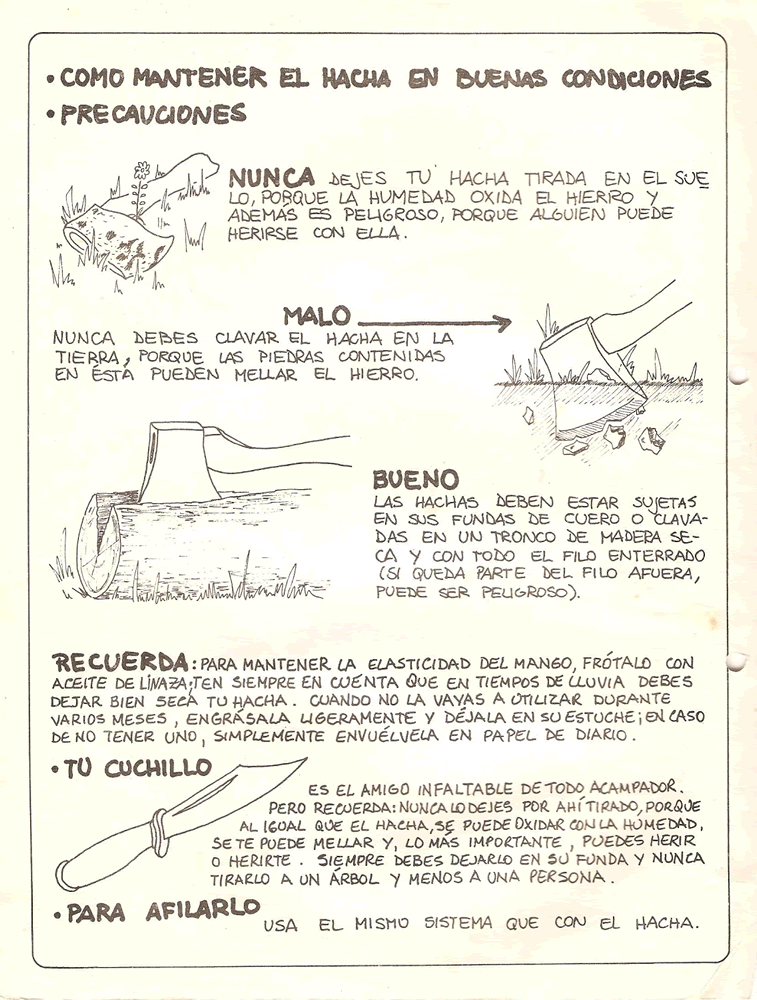 • COMO MANTENER EL HACHA EN BUENAS CONDICIONES
• PRECAUCIONES
NUNCA DEJES TU HACHA TIRADA EN EL SUE
LO, PORQUE LA HUMEDAD OXIDA EL HIERRO Y
ADEMÁS ES PELIGROSO, PORQUE ALGUIEN PUEDE
HERIRSE CON ELLA.
MALO
NUNCA DEBES CLAVAR EL HACHA EN LA
TIERRA, PORQUE LAS PIEDRAS CONTENIDAS
EN ÉSTA PUEDEN MELLAR EL HIERRO.
BUENO
LAS HACHAS DEBEN ESTAR SUJETAS
EN SUS FUNDAS DE CUERO O CLAVA-
DAS EN UN TRONCO DE MADERA SE-
CA Y CON TODO EL FILO ENTERRADO
(SI QUEDA PARTE DEL FILO AFUERA,
PUEDE SER PELIGROSO).
RECUERDA: PARA MANTENER LA ELASTICIDAD DEL MANGO, FRÓTALO CON
ACEITE DE LINAZA; TEN SIEMPRE EN CUENTA QUE EN TIEMPOS DE LLUVIA DEBES
DEJAR BIEN SECA TU HACHA. CUANDO NO LA VAYAS A UTILIZAR DURANTE
VARIOS MESES, ENGRÁSALA LIGERAMENTE Y DÉJALA EN SU ESTUCHE; EN CASO
DE NO TENER UNO, SIMPLEMENTE ENVUÉLVELA EN PAPEL DE DIARIO.
• TU CUCHILLO
ES EL AMIGO INFALTABLE DE TODO ACAMPADOR.
PERO RECUERDA: NUNCA LO DEJES POR AHÍ TIRADO, PORQUE
AL IGUAL QUE EL HACHA, SE PUEDE OXIDAR CON LA HUMEDAD,
SE TE PUEDE MELLAR Y, LO MÁS IMPORTANTE, PUEDES HERIR
O HERIRTE. SIEMPRE DEBES DEJARLO EN SU FUNDA Y NUNCA
TIRARLO A UN ÁRBOL Y MENOS A UNA PERSONA.
• PARA AFILARLO
USA EL MISMO SISTEMA QUE CON EL HACHA.